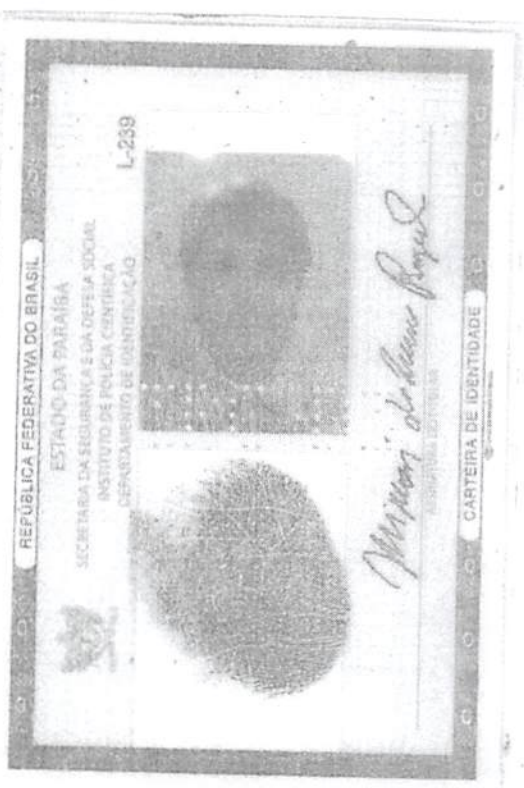 REPÚBLICA FEDERATIVA DO BRASIL
ESTADO DA PARAÍBA
SECRETARIA DA SEGURANÇA E DA DEFESA SOCIAL
INSTITUTO DE POLÍCIA CIENTÍFICA
DEPARTAMENTO DE IDENTIFICAÇÃO
L-239
CARTEIRA DE IDENTIDADE